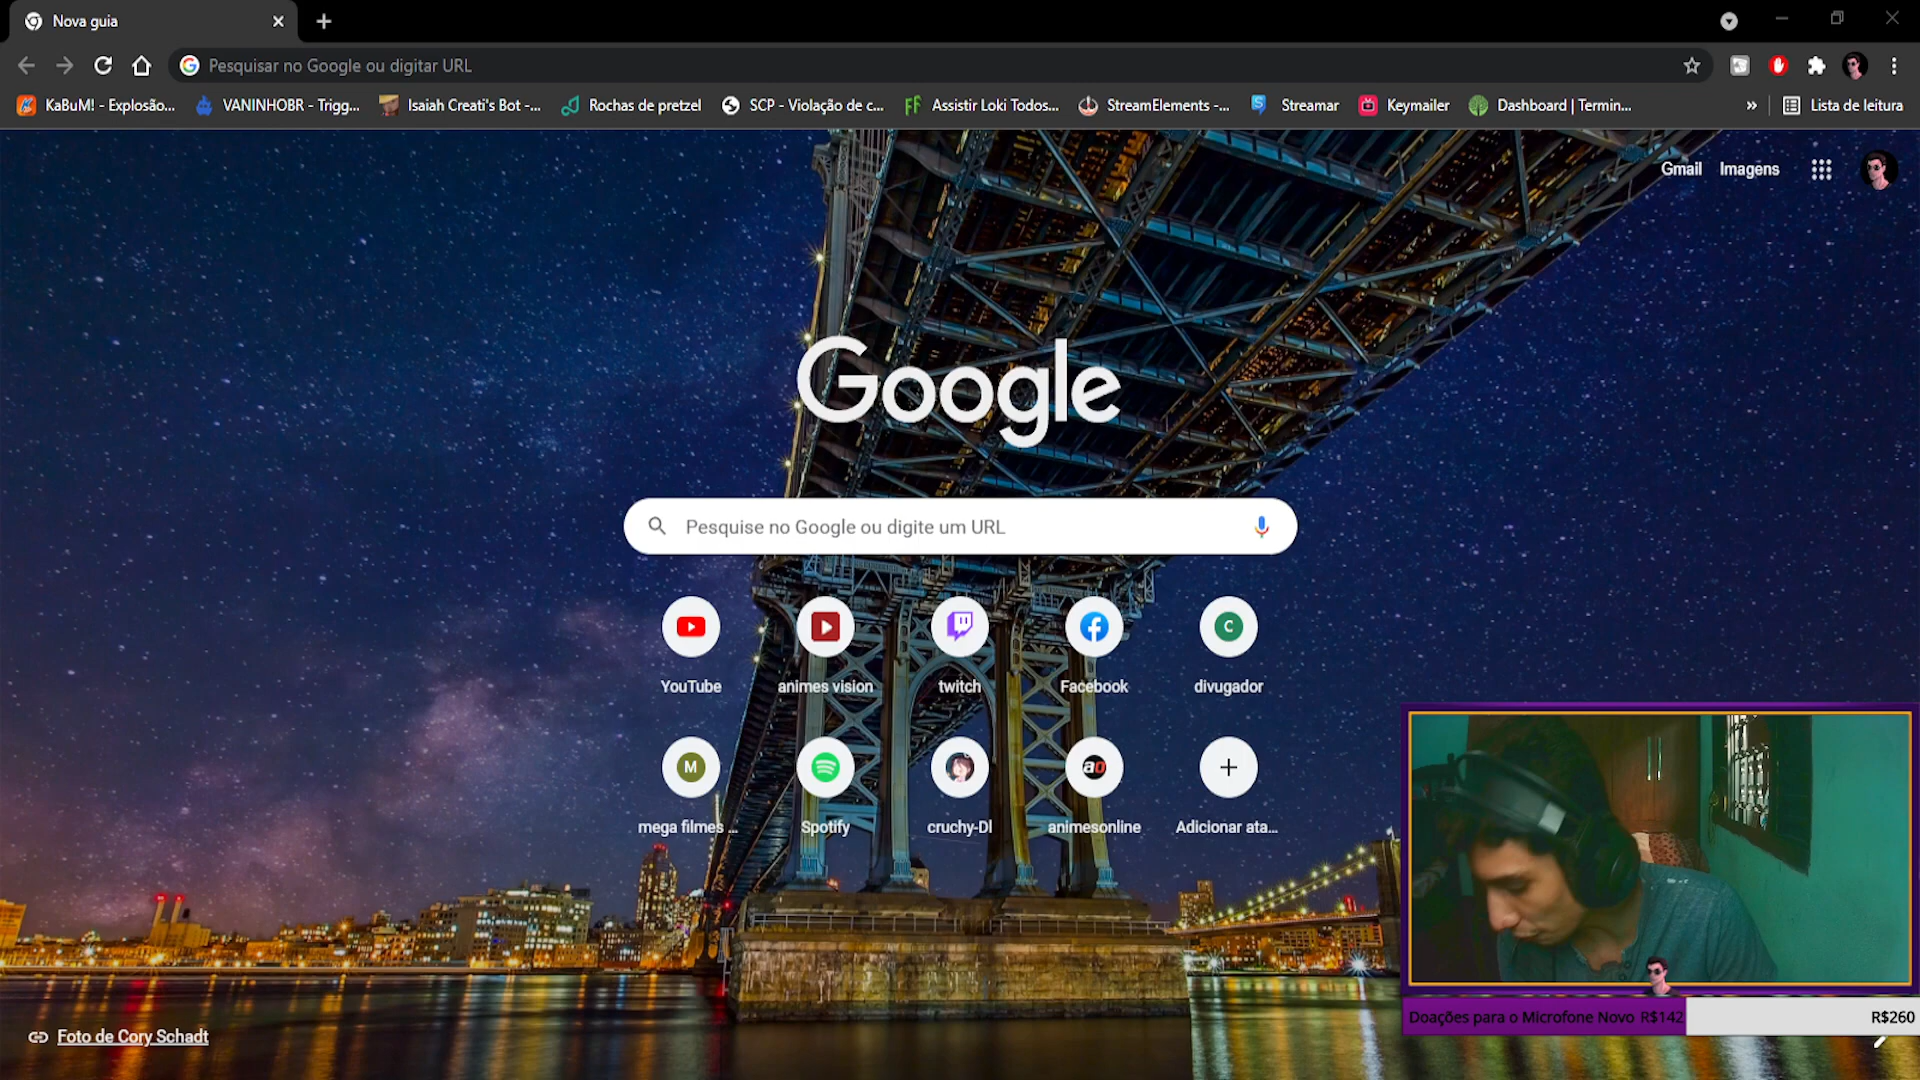 Nova guia
Pesquisar no Google ou digitar URL
KaBuM! - Explosão...
VANINHOBR - Trigg...
Isaiah Creati's Bot -...
Rochas de pretzel
SCP - Violação de c...
Assistir Loki Todos...
StreamElements -...
Streamar
Keymailer
Dashboard | Termin...
»
Lista de leitura
Gmail
Imagens
Google
Pesquise no Google ou digite um URL
YouTube
animes vision
twitch
Facebook
C
divugador
M
mega filmes ...
Spotify
cruchy-Dl
ao
animesonline
Adicionar ata...
Foto de Cory Schadt
Doações para o Microfone Novo R$142
R$260